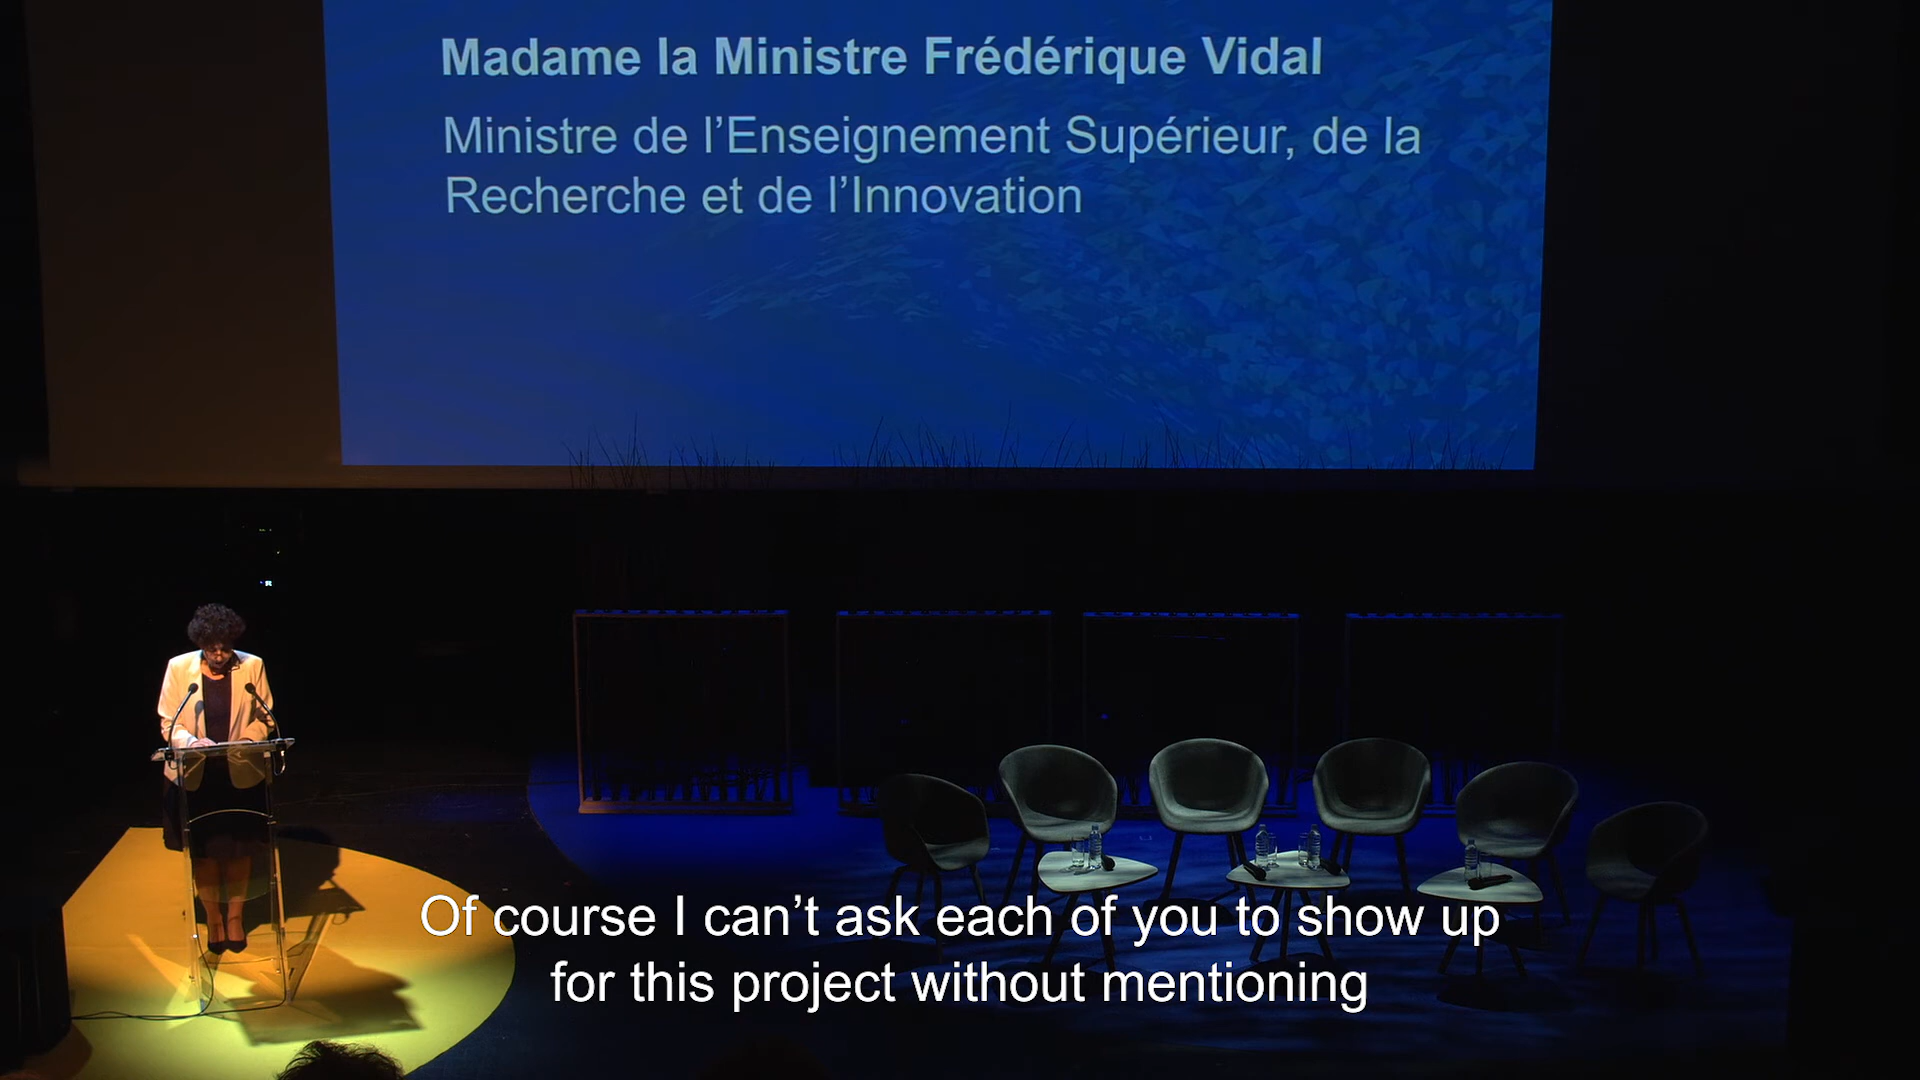 Madame la Ministre Frédérique Vidal
Ministre de l’Enseignement Supérieur, de la
Recherche et de l’Innovation
Of course I can’t ask each of you to show up
for this project without mentioning